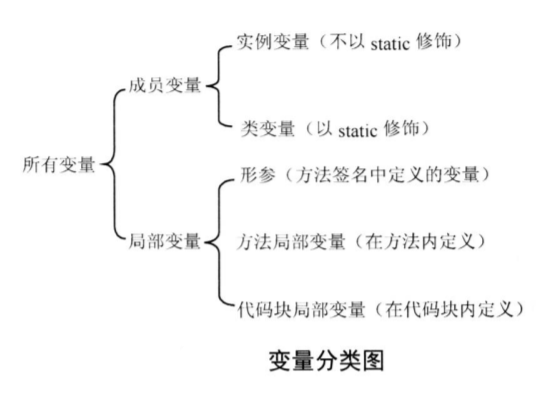 实例变量（不以 static 修饰）
成员变量
类变量（以 static 修饰）
所有变量
形参（方法签名中定义的变量）
局部变量
方法局部变量（在方法内定义）
代码块局部变量（在代码块内定义）
变量分类图